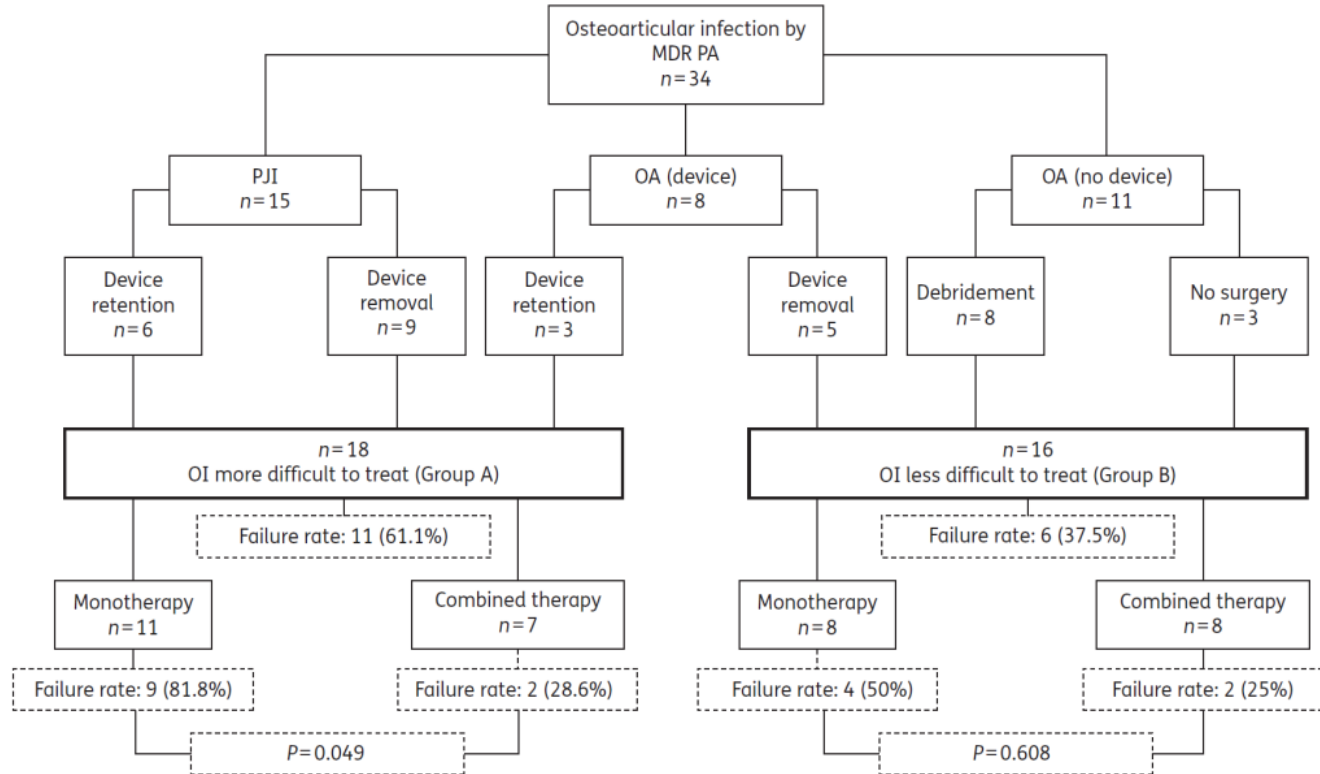 Osteoarticular infection by
MDR PA
n=34
PJI
n=15
OA (device)
n=8
OA (no device)
n=11
Device
retention
n=6
Device
removal
n=9
Device
retention
n=3
Device
removal
n=5
Debridement
n=8
No surgery
n=3
n=18
OI more difficult to treat (Group A)
n=16
OI less difficult to treat (Group B)
Failure rate: 11 (61.1%)
Failure rate: 6 (37.5%)
Monotherapy
n=11
Combined therapy
n=7
Monotherapy
n=8
Combined therapy
n=8
Failure rate: 9 (81.8%)
Failure rate: 2 (28.6%)
Failure rate: 4 (50%)
Failure rate: 2 (25%)
P=0.049
P=0.608